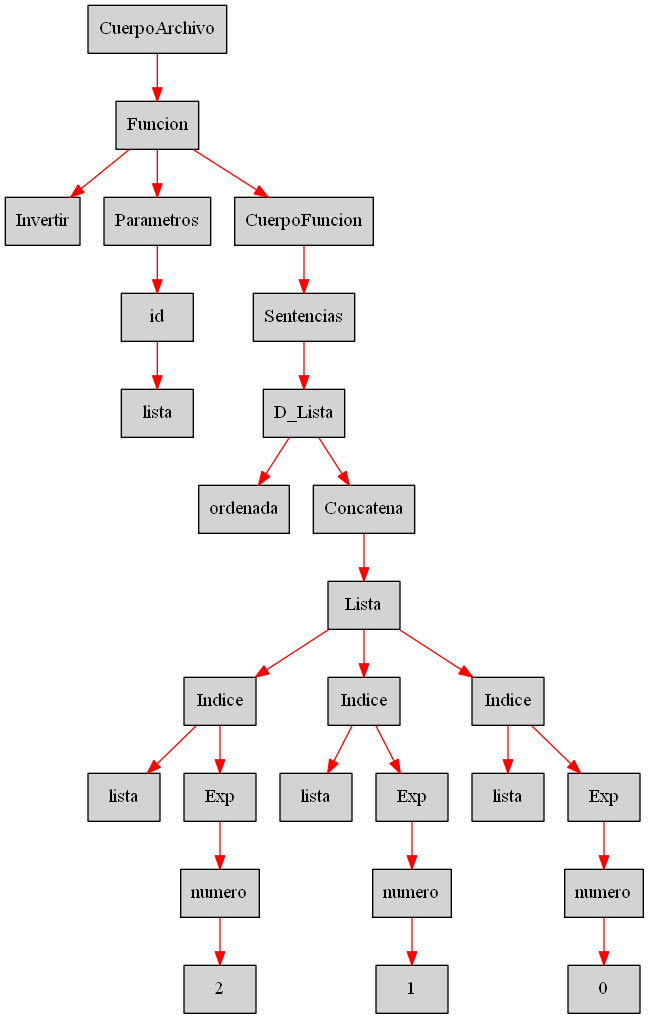 CuerpoArchivo
Funcion
Invertir
Parametros
CuerpoFuncion
id
Sentencias
lista
D_Lista
ordenada
Concatena
Lista
Indice
Indice
Indice
lista
Exp
lista
Exp
lista
Exp
numero
numero
numero
2
1
0